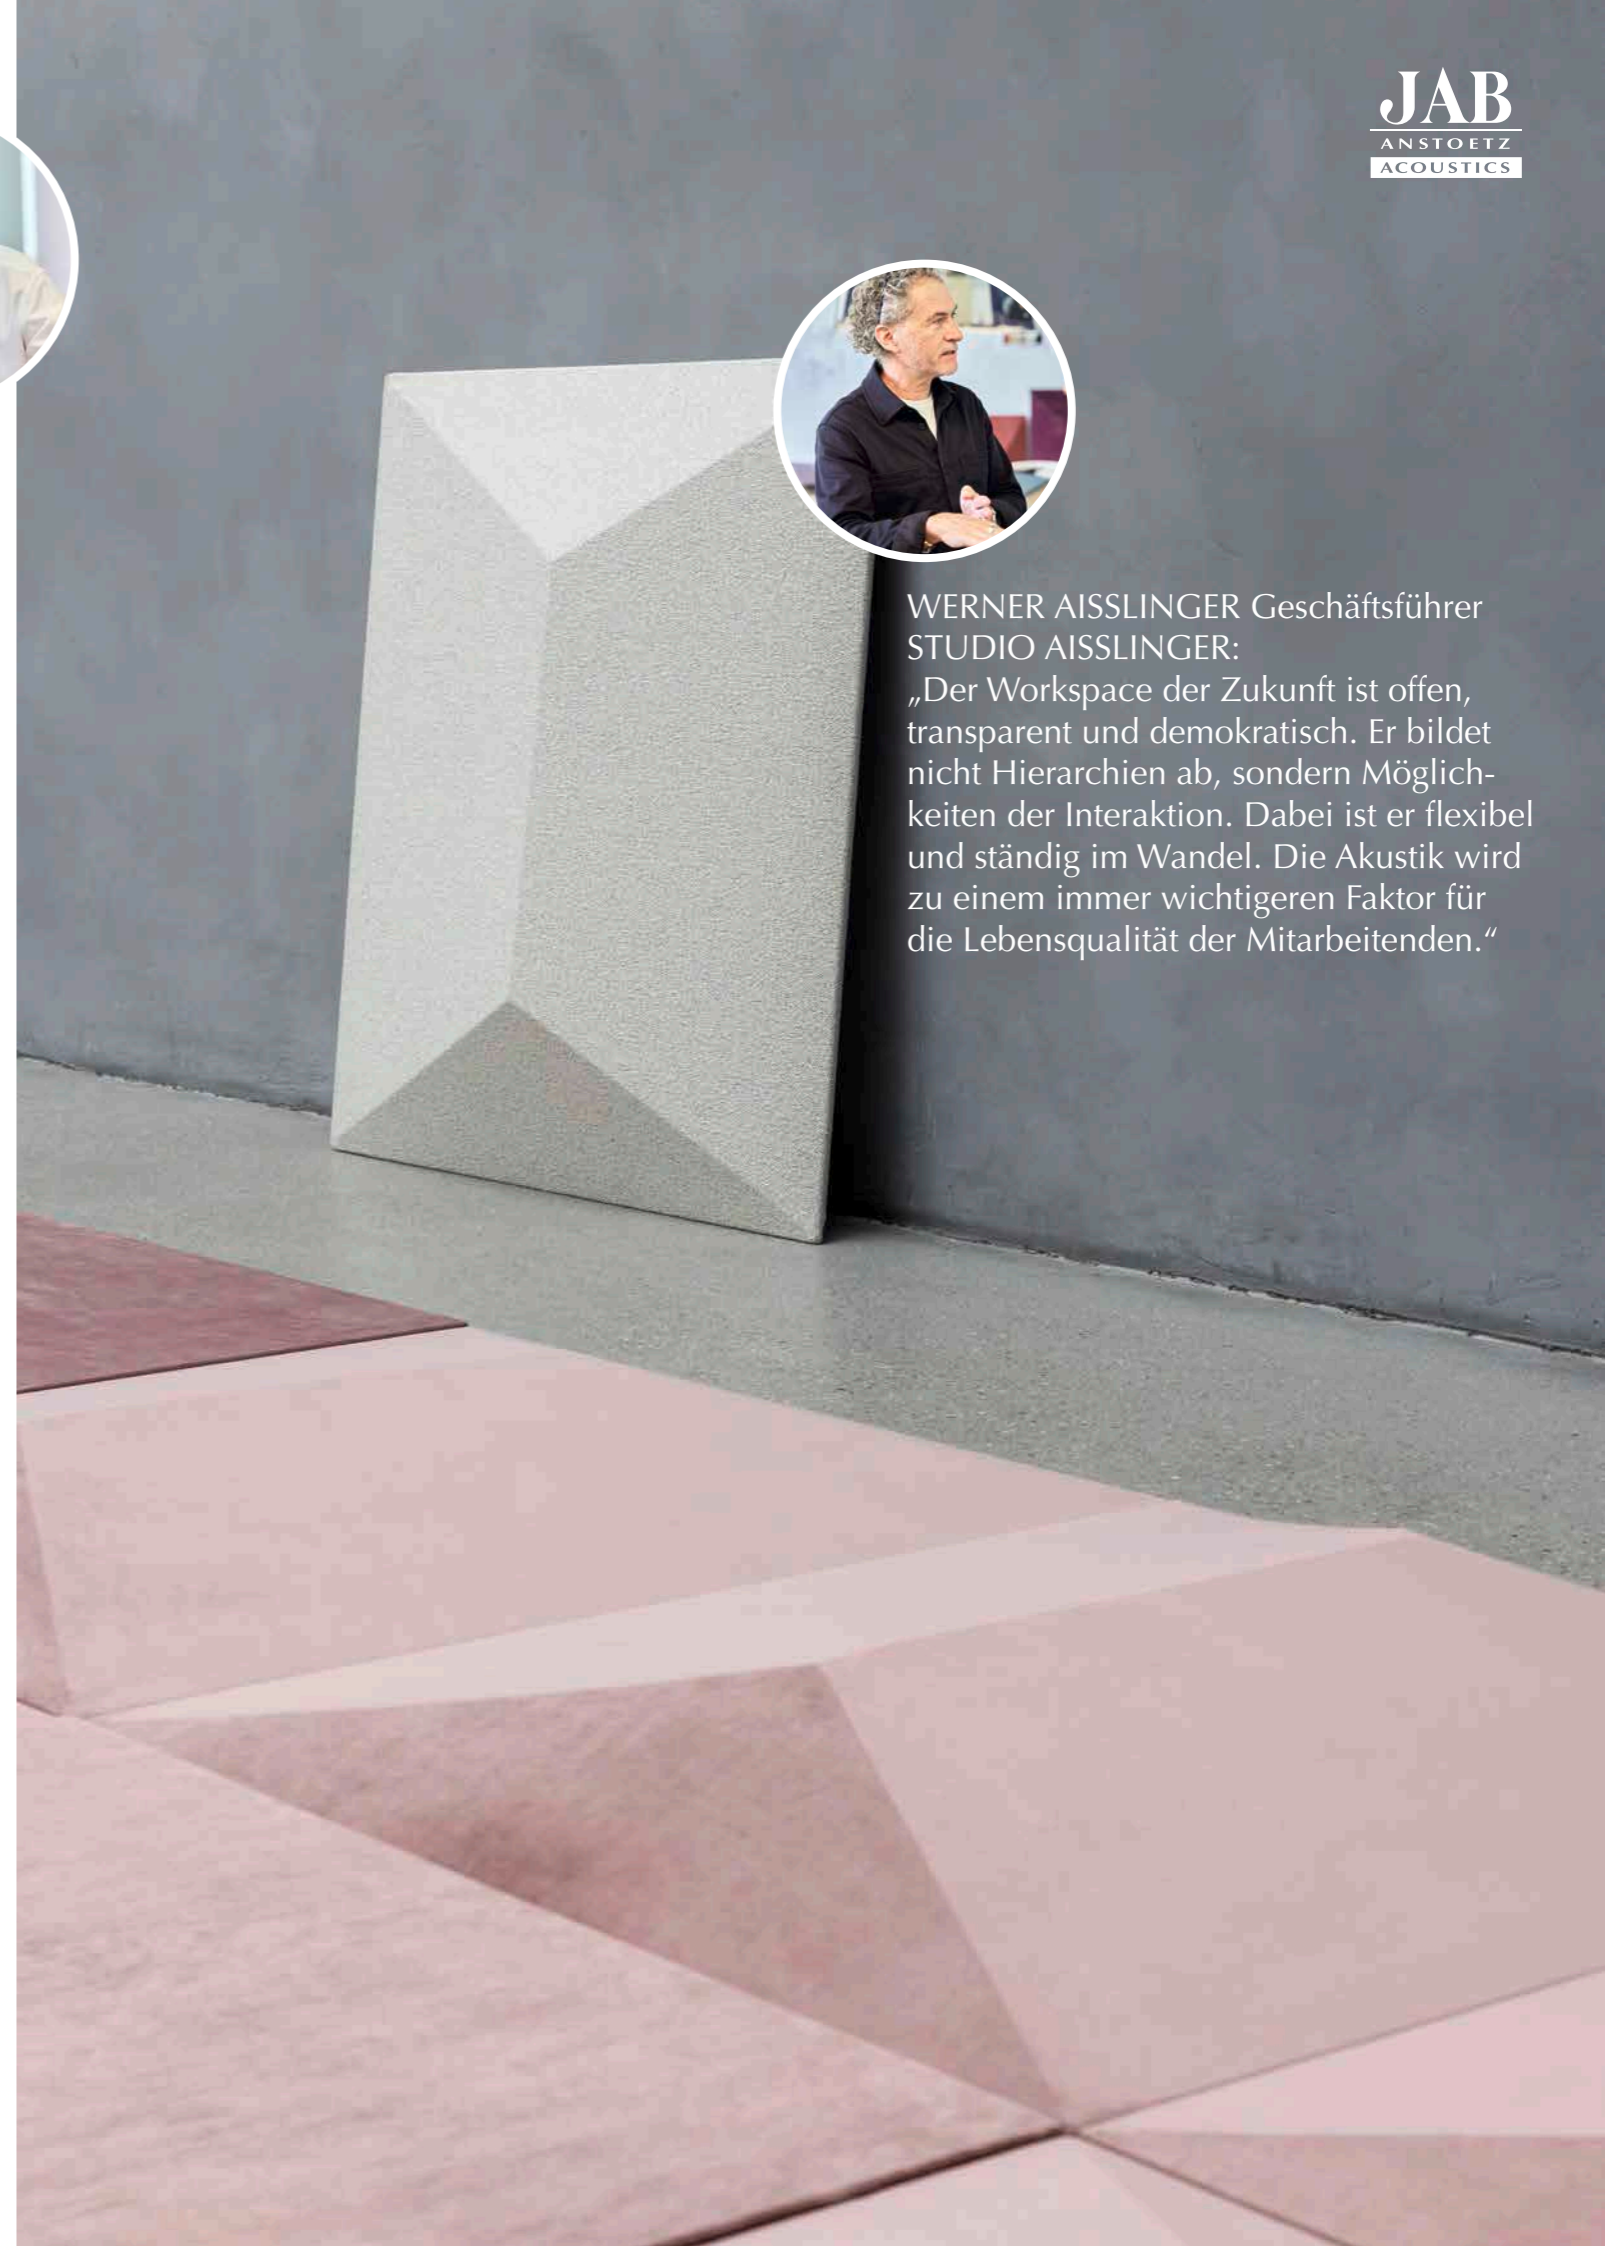 JAB
ANSTOETZ
ACOUSTICS
WERNER AISSLINGER Geschäftsführer
STUDIO AISSLINGER:
„Der Workspace der Zukunft ist offen,
transparent und demokratisch. Er bildet
nicht Hierarchien ab, sondern Möglich-
keiten der Interaktion. Dabei ist er flexibel
und ständig im Wandel. Die Akustik wird
zu einem immer wichtigeren Faktor für
die Lebensqualität der Mitarbeitenden.“